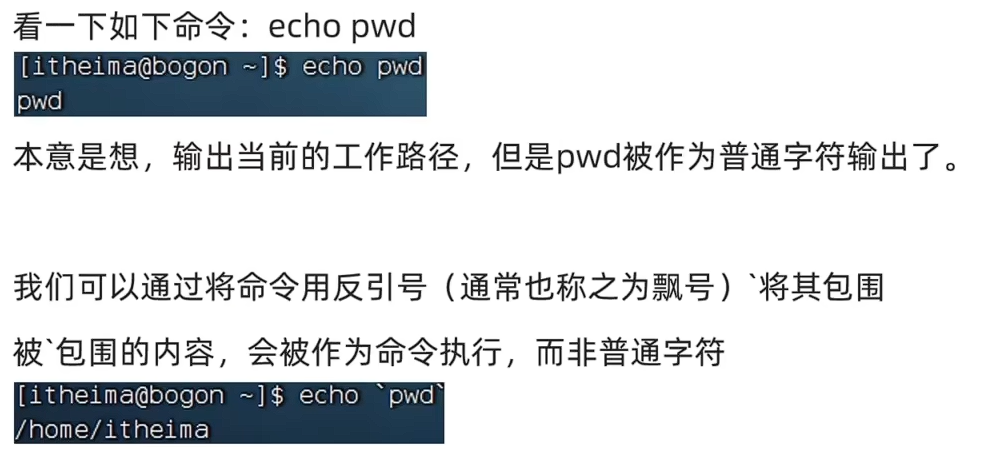 看一下如下命令：echo pwd
[itheima@bogon ~]$ echo pwd
pwd
本意是想，输出当前的工作路径，但是pwd被作为普通字符输出了。
我们可以通过将命令用反引号（通常也称之为飘号）`将其包围
被`包围的内容，会被作为命令执行，而非普通字符
[itheima@bogon ~]$ echo `pwd`
/home/itheima